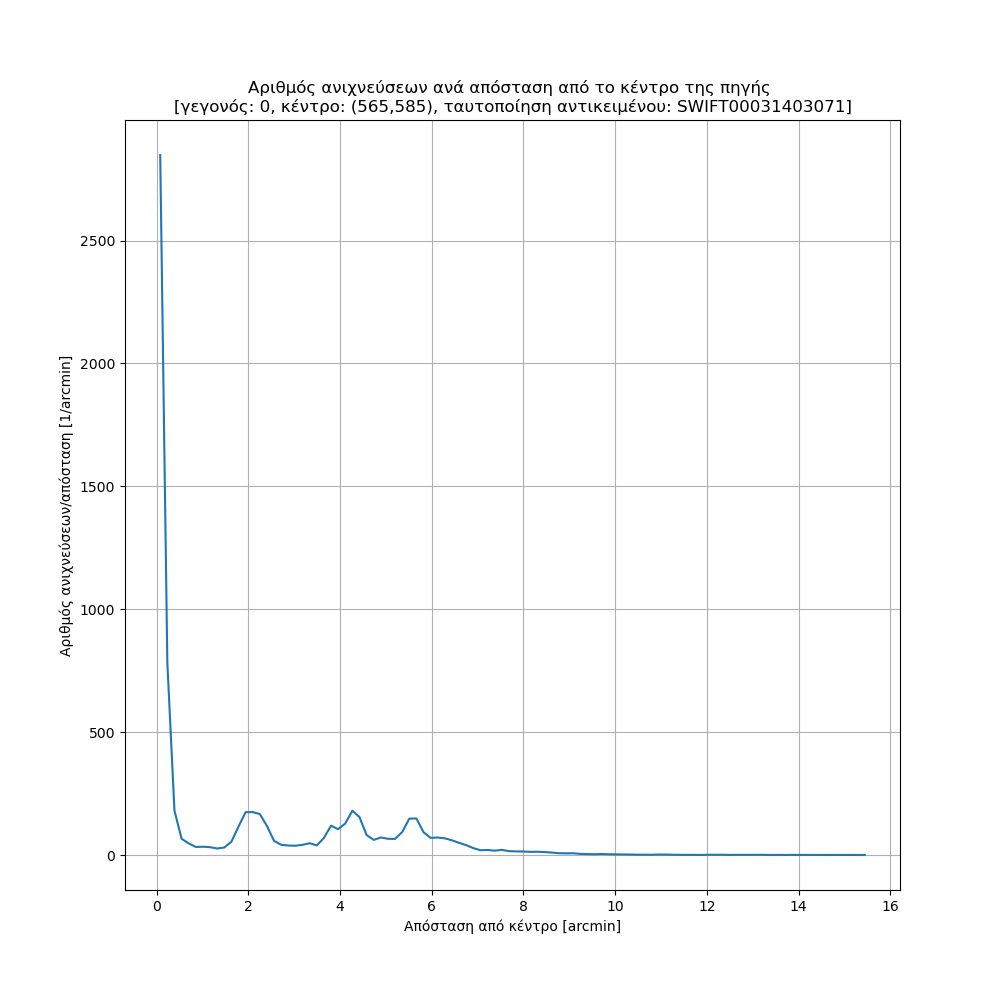 Αριθμός ανιχνεύσεων ανά απόσταση από το κέντρο της πηγής
[γεγονός: 0, κέντρο: (565,585), ταυτοποίηση αντικειμένου: SWIFT00031403071]
2500
2000
1500
1000
500
0
Αριθμός ανιχνεύσεων/απόσταση [1/arcmin]
0 2 4 6 8 10 12 14 16
Απόσταση από κέντρο [arcmin]